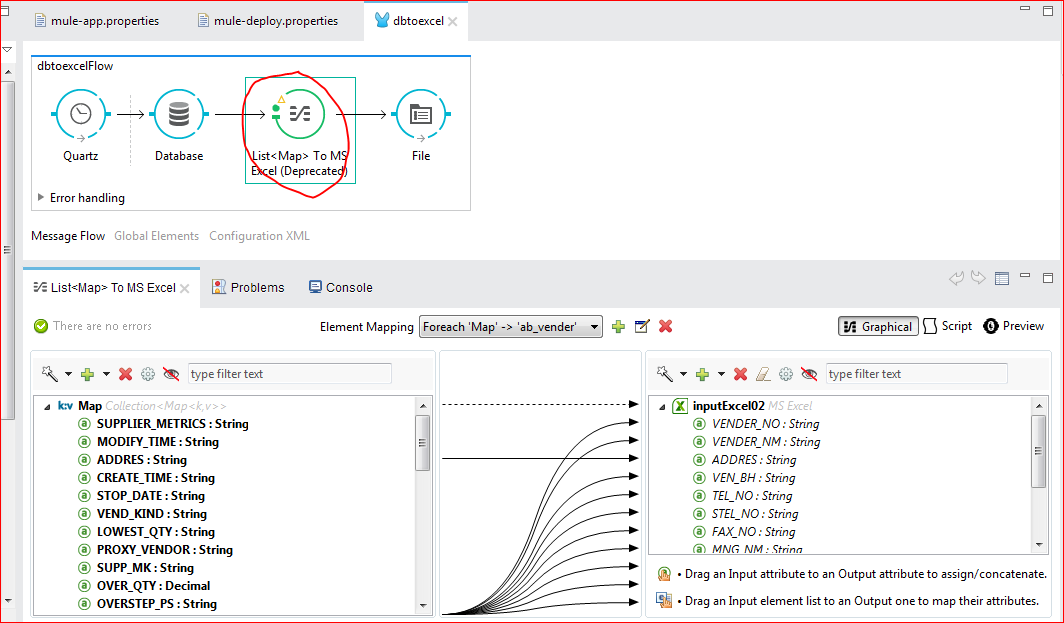 mule-app.properties
mule-deploy.properties
dbtoexcel
dbtoexcelFlow
Quartz
Database
List<Map> To MS
Excel (Deprecated)
File
Error handling
Message Flow
Global Elements
Configuration XML
List<Map> To MS Excel
Problems
Console
There are no errors
Element Mapping
Foreach 'Map' -> 'ab_vender'
Graphical
Script
Preview
type filter text
k:v Map Collection<Map<k,v>>
SUPPLIER_METRICS : String
MODIFY_TIME : String
ADDRES : String
CREATE_TIME : String
STOP_DATE : String
VEND_KIND : String
LOWEST_QTY : String
PROXY_VENDOR : String
SUPP_MK : String
OVER_QTY : Decimal
OVERSTEP_PS : String
type filter text
inputExcel02 MS Excel
VENDER_NO : String
VENDER_NM : String
ADDRES : String
VEN_BH : String
TEL_NO : String
STEL_NO : String
FAX_NO : String
MNG_NM : String
• Drag an Input attribute to an Output attribute to assign/concatenate.
• Drag an Input element list to an Output one to map their attributes.